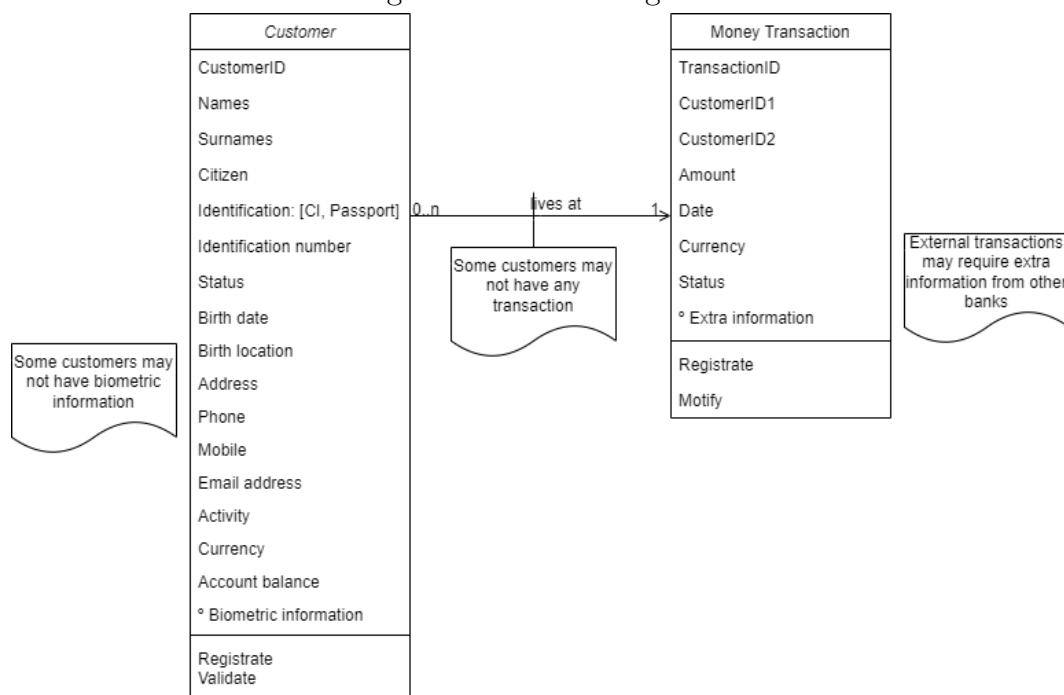 Customer
CustomerID
Names
Surnames
Citizen
Identification: [CI, Passport]
Identification number
Status
Birth date
Birth location
Address
Phone
Mobile
Email address
Activity
Currency
Account balance
° Biometric information
Registrate
Validate
Some customers may
not have biometric
information
0..n
lives at
1
Some customers may
not have any
transaction
Money Transaction
TransactionID
CustomerID1
CustomerID2
Amount
Date
Currency
Status
° Extra information
Registrate
Motify
External transactions
may require extra
information from other
banks